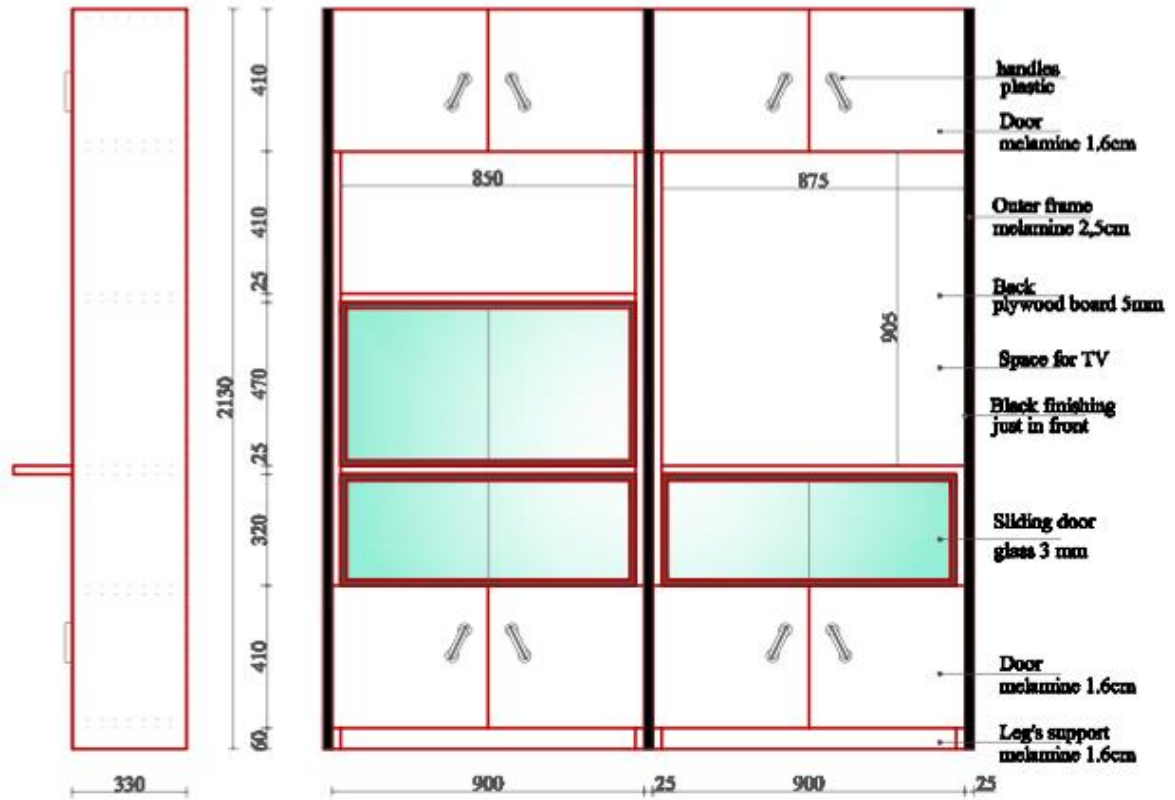 410
410
25
470
25
320
410
60
2130
330
850
875
905
900
25
900
25
handles
plastic
Door
melamine 1.6cm
Outer frame
melamine 2,5cm
Back
plywood board 5mm
Space for TV
Black finishing
just in front
Sliding door
glass 3 mm
Door
melamine 1.6cm
Leg's support
melamine 1.6cm